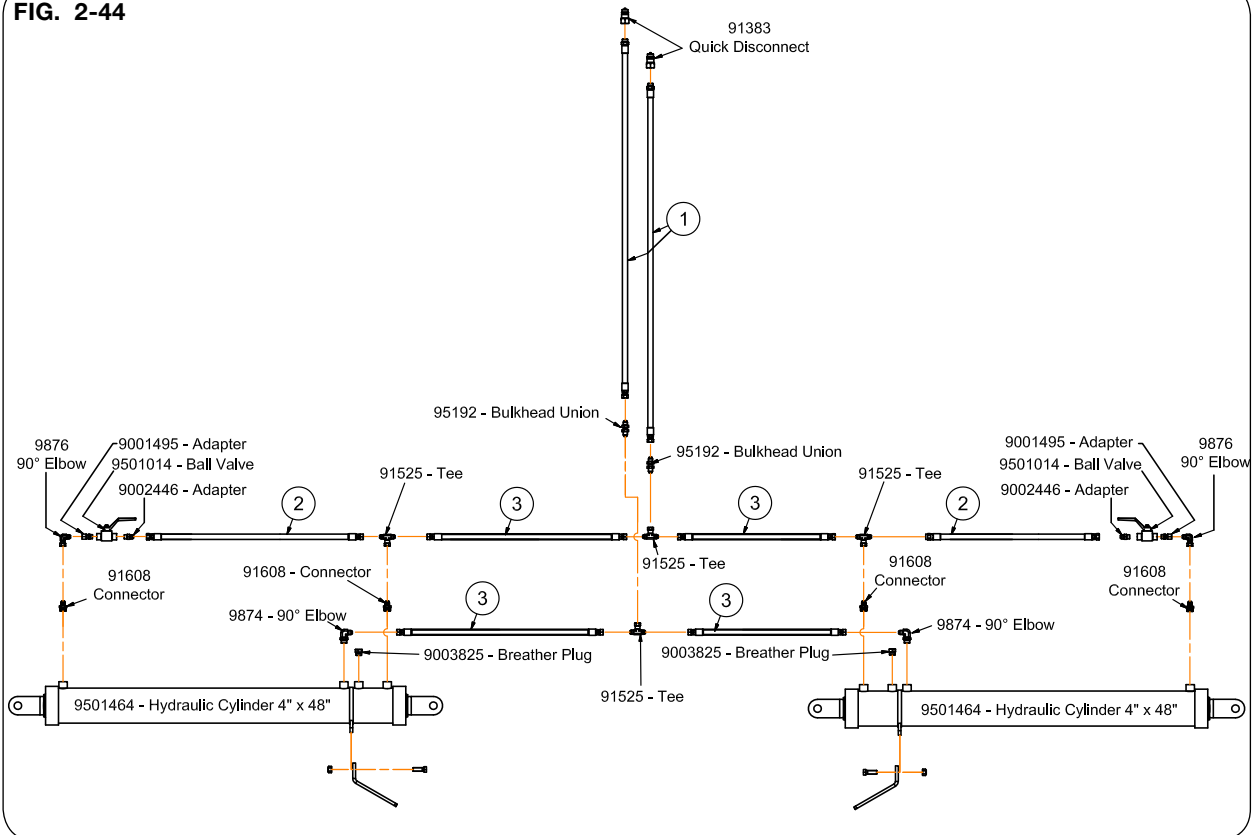 FIG. 2-44
91383
Quick Disconnect
1
95192 - Bulkhead Union
95192 - Bulkhead Union
9876
90° Elbow
9001495 - Adapter
9501014 - Ball Valve
9002446 - Adapter
2
91525 - Tee
3
3
91525 - Tee
2
9001495 - Adapter
9501014 - Ball Valve
9002446 - Adapter
9876
90° Elbow
91525 - Tee
91608
Connector
91608 - Connector
91608
Connector
91608
Connector
9874 - 90° Elbow
3
3
9874 - 90° Elbow
9003825 - Breather Plug
9003825 - Breather Plug
91525 - Tee
9501464 - Hydraulic Cylinder 4" x 48"
9501464 - Hydraulic Cylinder 4" x 48"